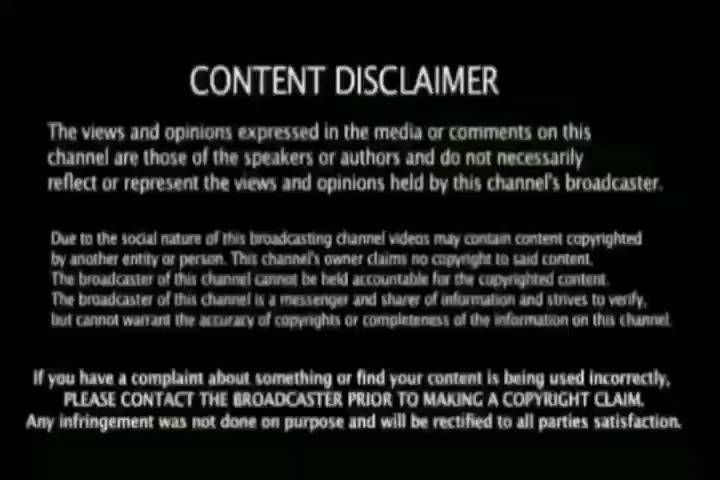 CONTENT DISCLAIMER
The views and opinions expressed in the media or comments on this
channel are those of the speakers or authors and do not necessarily
reflect or represent the views and opinions held by this channel's broadcaster.
Due to the social nature of this broadcasting channel videos may contain content copyrighted
by another entity or person. This channel's owner claims no copyright to said content.
The broadcaster of this channel cannot be held accountable for the copyrighted content.
The broadcaster of this channel is a messenger and sharer of information and strives to verify,
but cannot warrant the accuracy of copyrights or completeness of the information on this channel.
If you have a complaint about something or find your content is being used incorrectly,
PLEASE CONTACT THE BROADCASTER PRIOR TO MAKING A COPYRIGHT CLAIM.
Any infringement was not done on purpose and will be rectified to all parties satisfaction.